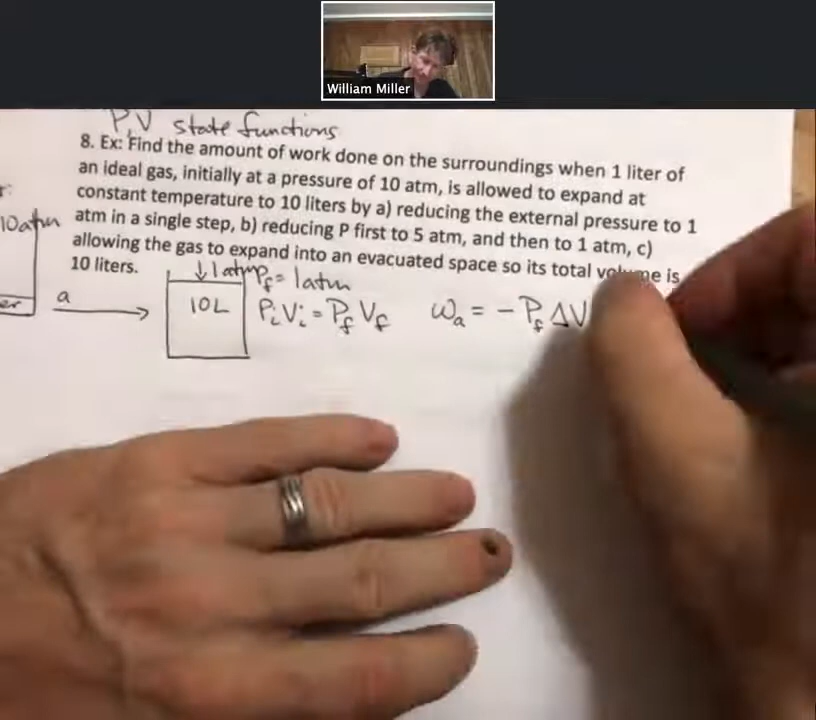 William Miller
P,V state functions
8. Ex: Find the amount of work done on the surroundings when 1 liter of
an ideal gas, initially at a pressure of 10 atm, is allowed to expand at
constant temperature to 10 liters by a) reducing the external pressure to 1
10atm
atm in a single step, b) reducing P first to 5 atm, and then to 1 atm, c)
allowing the gas to expand into an evacuated space so its total volume is
10 liters.
↓1atm Pf = 1atm
er
a
10L
PiVi = PfVf
wa = -PfΔV